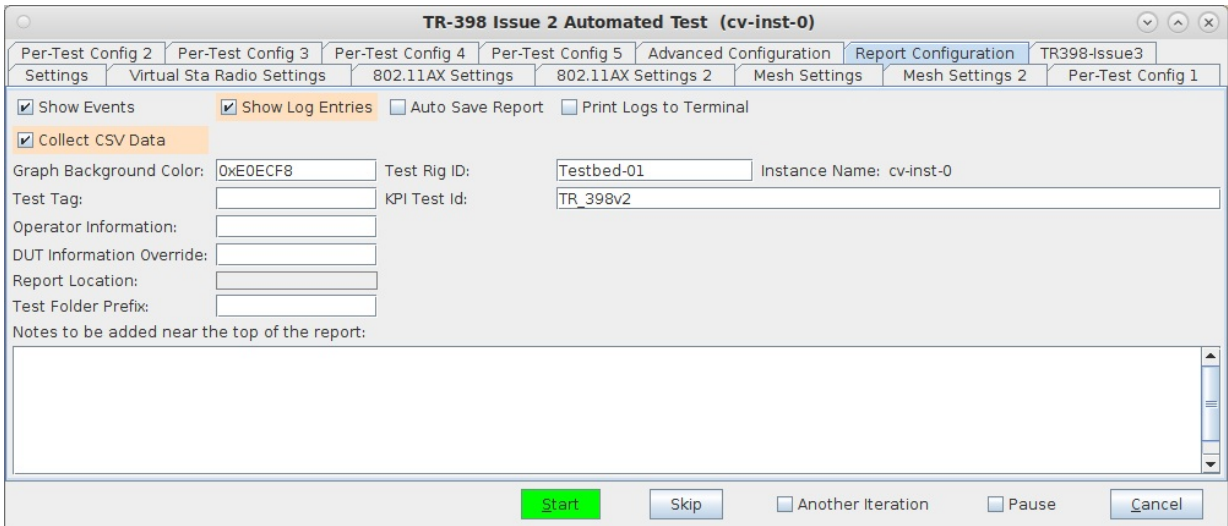 TR-398 Issue 2 Automated Test (cv-inst-0)
Per-Test Config 2 Per-Test Config 3 Per-Test Config 4 Per-Test Config 5 Advanced Configuration Report Configuration TR398-Issue3
Settings Virtual Sta Radio Settings 802.11AX Settings 802.11AX Settings 2 Mesh Settings Mesh Settings 2 Per-Test Config 1
Show Events Show Log Entries Auto Save Report Print Logs to Terminal
Collect CSV Data
Graph Background Color: 0xE0ECF8 Test Rig ID: Testbed-01 Instance Name: cv-inst-0
Test Tag: KPI Test Id: TR_398v2
Operator Information:
DUT Information Override:
Report Location:
Test Folder Prefix:
Notes to be added near the top of the report:
Start Skip Another Iteration Pause Cancel